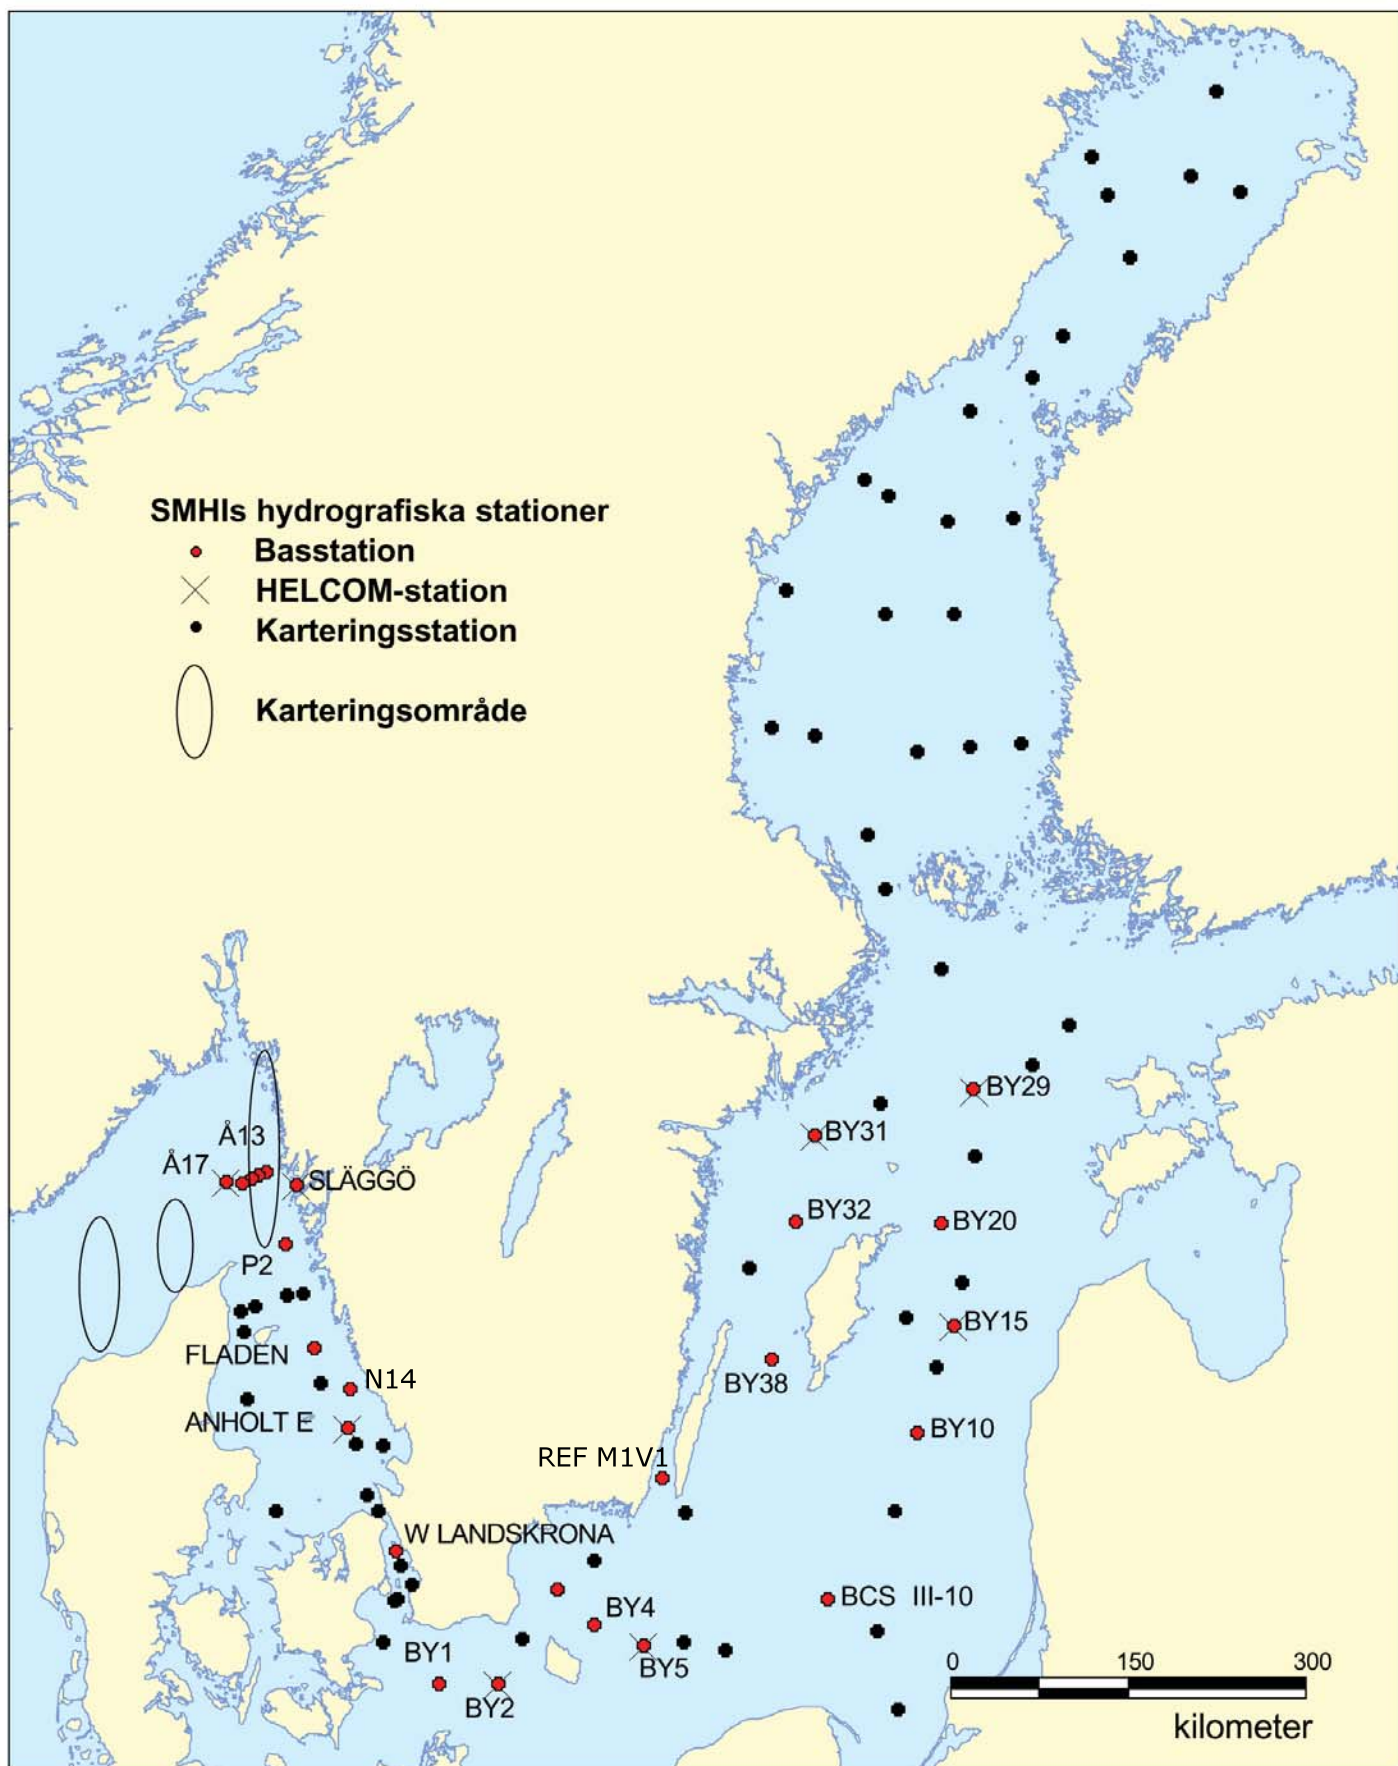 SMHIs hydrografiska stationer
Basstation
HELCOM-station
Karteringsstation
Karteringsområde
BY29
Å13
BY31
Å17
SLÄGGÖ
BY32
BY20
P2
BY15
FLADEN
N14
BY38
ANHOLT E
BY10
REF M1V1
W LANDSKRONA
BCS III-10
BY4
BY1
BY5
BY2
0 150 300
kilometer